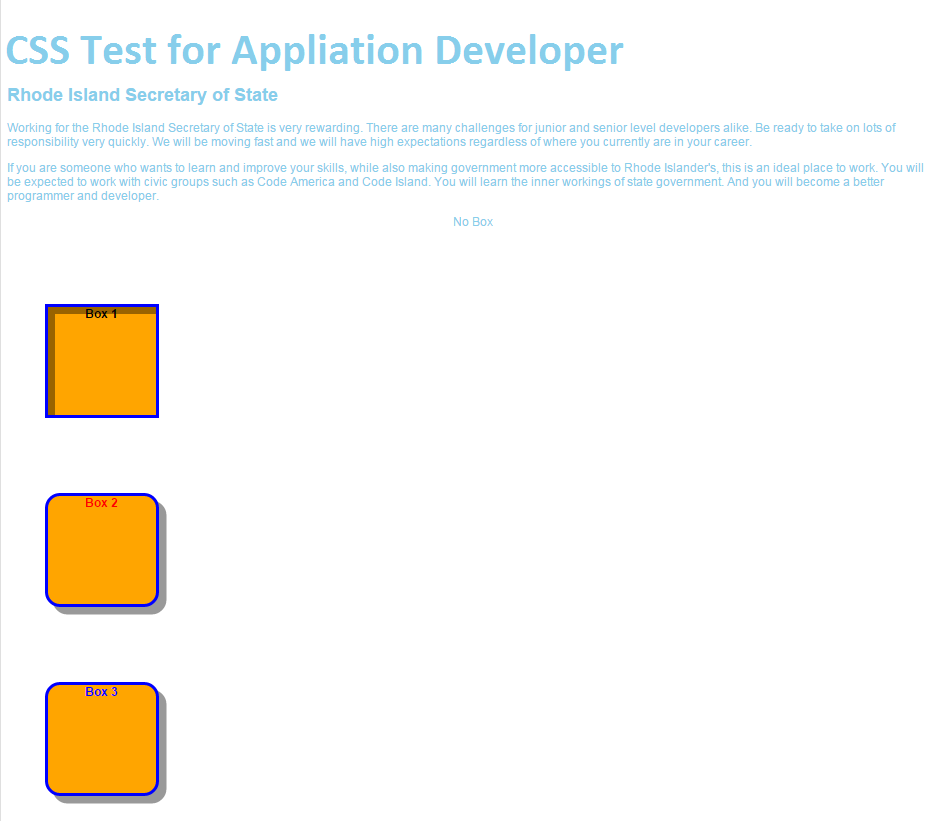 CSS Test for Appliation Developer
Rhode Island Secretary of State
Working for the Rhode Island Secretary of State is very rewarding. There are many challenges for junior and senior level developers alike. Be ready to take on lots of
responsibility very quickly. We will be moving fast and we will have high expectations regardless of where you currently are in your career.
If you are someone who wants to learn and improve your skills, while also making government more accessible to Rhode Islander's, this is an ideal place to work. You will
be expected to work with civic groups such as Code America and Code Island. You will learn the inner workings of state government. And you will become a better
programmer and developer.
No Box
Box 1
Box 2
Box 3